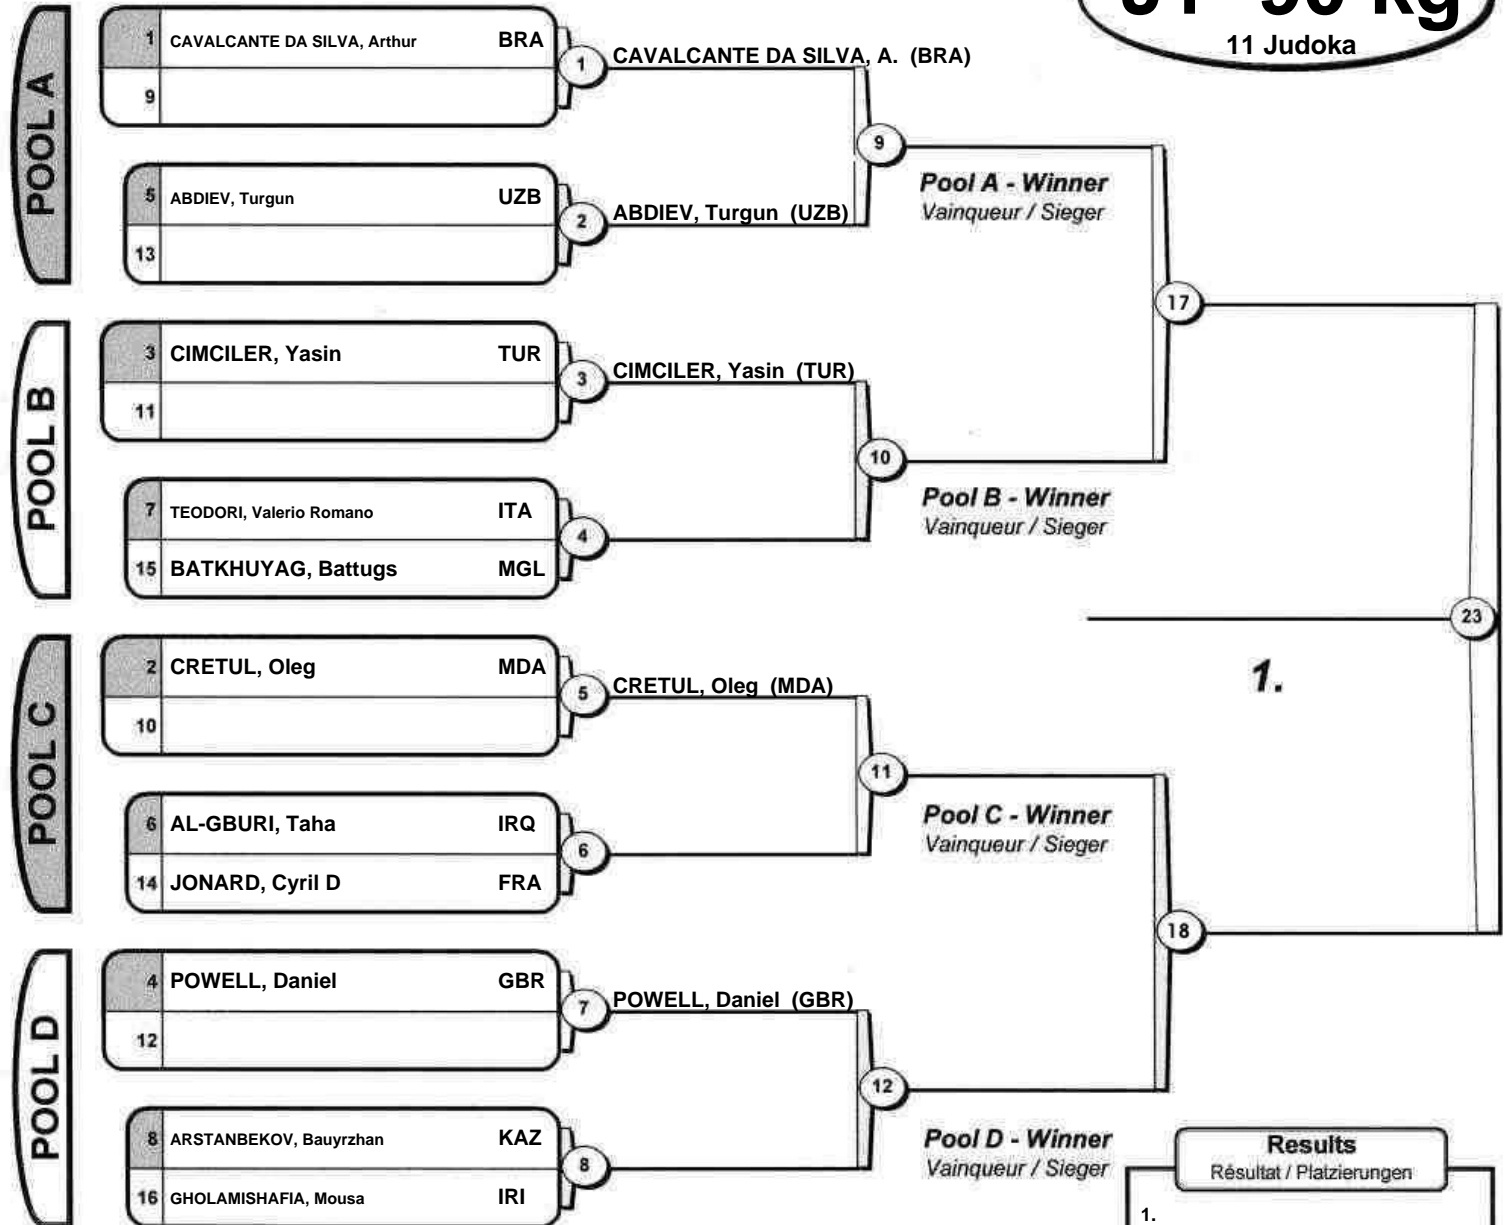 11 Judoka
POOL A
1 CAVALCANTE DA SILVA, Arthur BRA
9
1
CAVALCANTE DA SILVA, A. (BRA)
5 ABDIEV, Turgun UZB
13
2
ABDIEV, Turgun (UZB)
9
Pool A - Winner
Vainqueur / Sieger
POOL B
3 CIMCILER, Yasin TUR
11
3
CIMCILER, Yasin (TUR)
7 TEODORI, Valerio Romano ITA
15 BATKHUYAG, Battugs MGL
4
10
Pool B - Winner
Vainqueur / Sieger
17
POOL C
2 CRETUL, Oleg MDA
10
5
CRETUL, Oleg (MDA)
6 AL-GBURI, Taha IRQ
14 JONARD, Cyril D FRA
6
11
Pool C - Winner
Vainqueur / Sieger
23
1.
POOL D
4 POWELL, Daniel GBR
12
7
POWELL, Daniel (GBR)
8 ARSTANBEKOV, Bauyrzhan KAZ
16 GHOLAMISHAFIA, Mousa IRI
8
12
Pool D - Winner
Vainqueur / Sieger
18
Results
Résultat / Platzierungen
1.